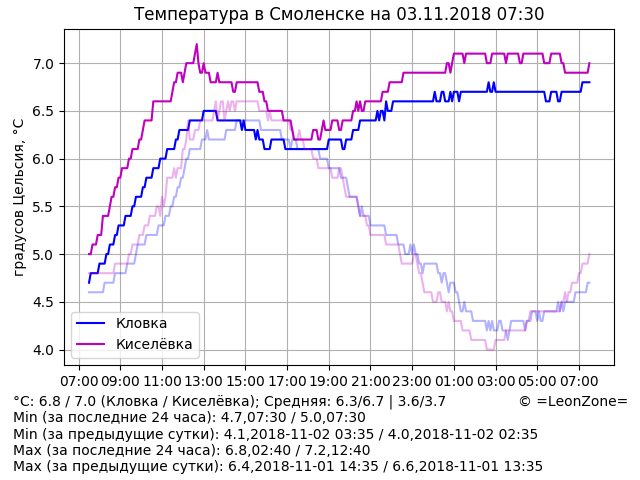 Температура в Смоленске на 03.11.2018 07:30
градусов Цельсия, °C
7.0
6.5
6.0
5.5
5.0
4.5
4.0
Кловка
Киселёвка
07:00 09:00 11:00 13:00 15:00 17:00 19:00 21:00 23:00 01:00 03:00 05:00 07:00
°C: 6.8 / 7.0 (Кловка / Киселёвка); Средняя: 6.3/6.7 | 3.6/3.7 © =LeonZone=
Min (за последние 24 часа): 4.7,07:30 / 5.0,07:30
Min (за предыдущие сутки): 4.1,2018-11-02 03:35 / 4.0,2018-11-02 02:35
Max (за последние 24 часа): 6.8,02:40 / 7.2,12:40
Max (за предыдущие сутки): 6.4,2018-11-01 14:35 / 6.6,2018-11-01 13:35